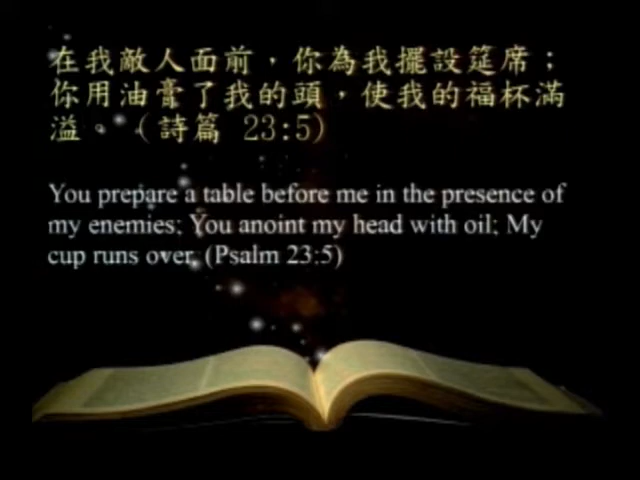 在我敵人面前，你為我擺設筵席；
你用油膏了我的頭，使我的福杯滿
溢。（詩篇 23:5)
You prepare a table before me in the presence of
my enemies; You anoint my head with oil; My
cup runs over. (Psalm 23:5)